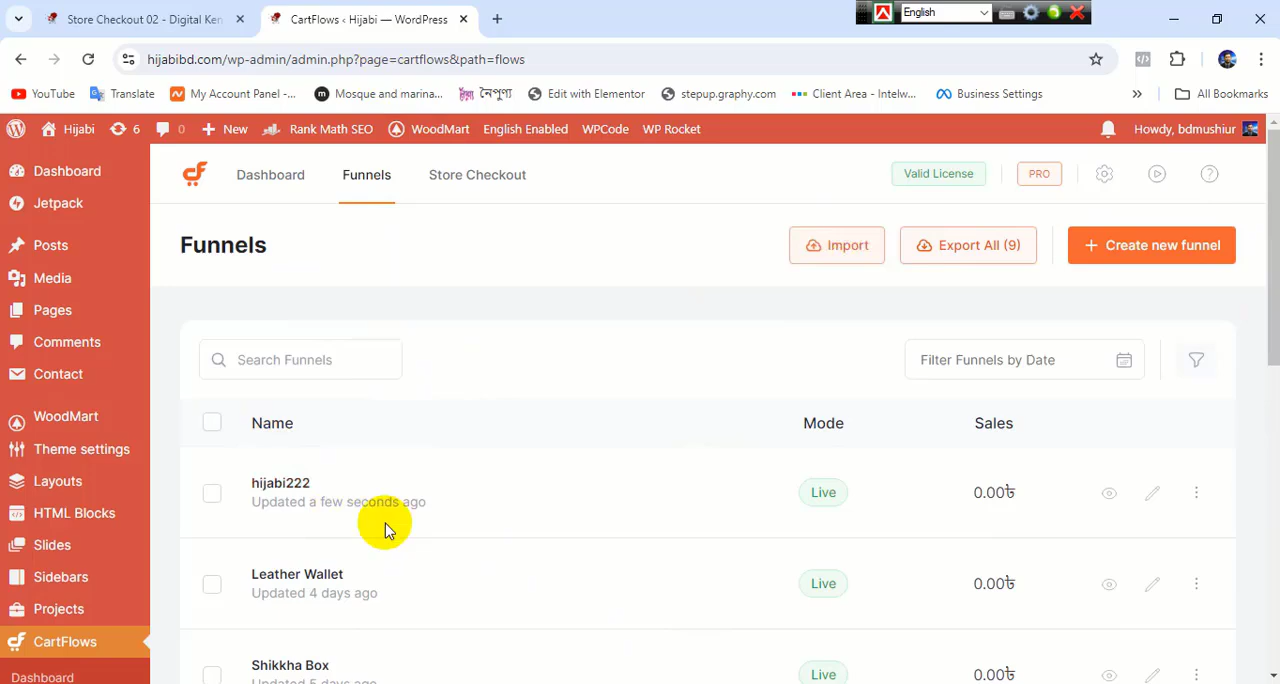 Store Checkout 02 - Digital Ken
CartFlows ‹ Hijabi — WordPress
English
hijabibd.com/wp-admin/admin.php?page=cartflows&path=flows
YouTube
Translate
My Account Panel -...
Mosque and marina...
নৈপুণ্য
Edit with Elementor
stepup.graphy.com
Client Area - Intelw...
Business Settings
All Bookmarks
Hijabi
6
0
New
Rank Math SEO
WoodMart
English Enabled
WPCode
WP Rocket
Howdy, bdmushiur
Dashboard
Jetpack
Posts
Media
Pages
Comments
Contact
WoodMart
Theme settings
Layouts
HTML Blocks
Slides
Sidebars
Projects
CartFlows
Dashboard
Dashboard
Funnels
Store Checkout
Valid License
PRO
Funnels
Import
Export All (9)
+ Create new funnel
Search Funnels
Filter Funnels by Date
Name
Mode
Sales
hijabi222
Updated a few seconds ago
Live
0.00৳
Leather Wallet
Updated 4 days ago
Live
0.00৳
Shikkha Box
Updated 5 days ago
Live
0.00৳